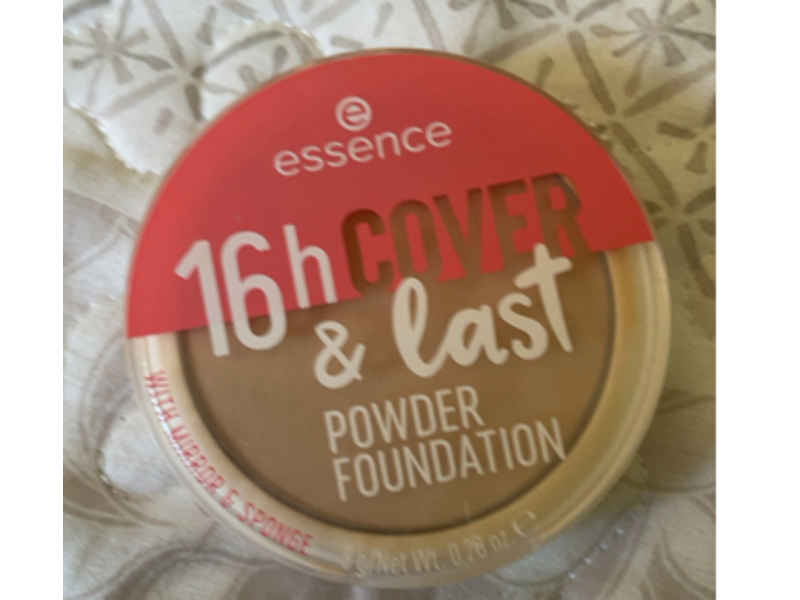 e
essence
16h COVER
& last
POWDER
FOUNDATION
WITH MIRROR & SPONGE
g/Net Wt. 0.28 oz. e